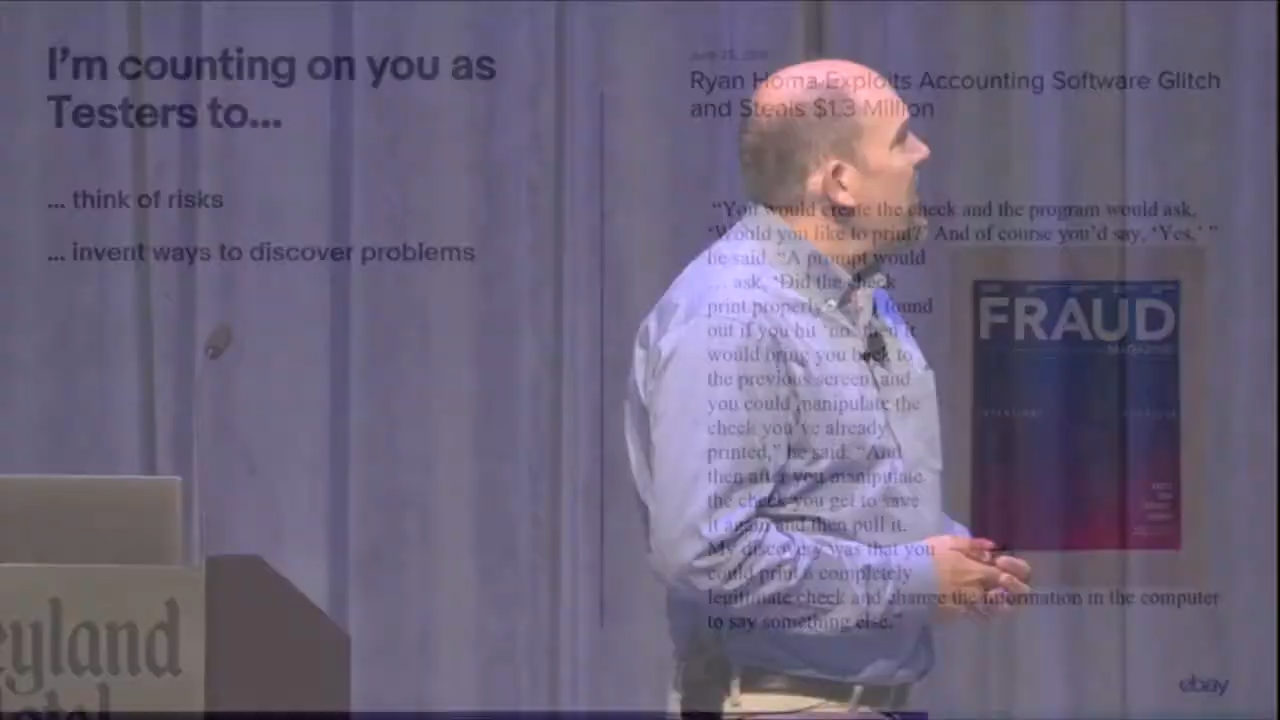 I'm counting on you as
Testers to...
... think of risks
... invent ways to discover problems
Ryan Homa Exploits Accounting Software Glitch
and Steals $1.3 Million
“You would create the check and the program would ask,
‘Would you like to print?’ And of course you’d say, ‘Yes,’ ”
he said. “A prompt would
… ask, ‘Did the check
print properly I found
out if you hit ‘no’ then it
would bring you back to
the previous screen and
you could manipulate the
check you’ve already
printed,” he said. “And
then after you manipulate
the check you get to save
it again and then pull it.
My discovery was that you
could print a completely
legitimate check and change the information in the computer
to say something else.”
FRAUD
MAGAZINE
ebay
eyland
otel